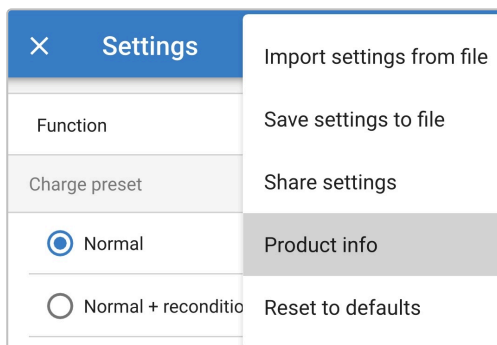 Settings
Import settings from file
Function
Save settings to file
Charge preset
Share settings
Normal
Product info
Normal + reconditio
Reset to defaults